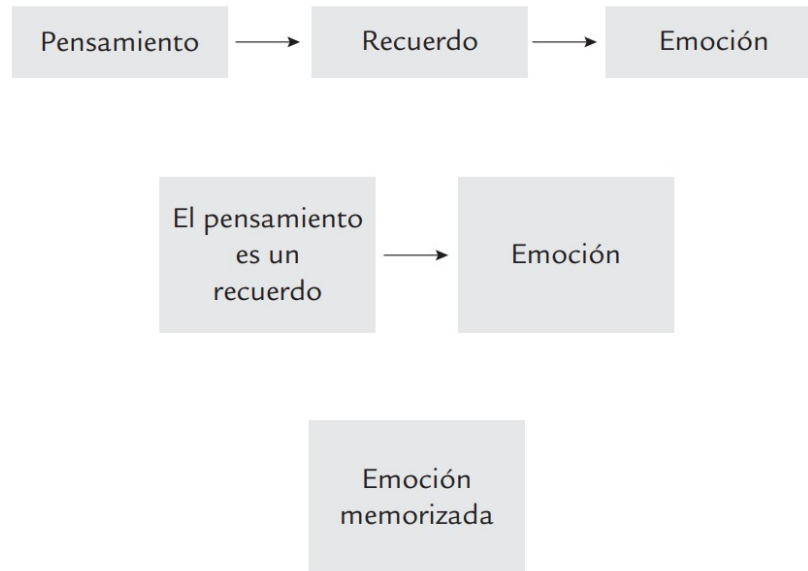 Pensamiento
Recuerdo
Emoción
El pensamiento
es un
recuerdo
Emoción
Emoción
memorizada